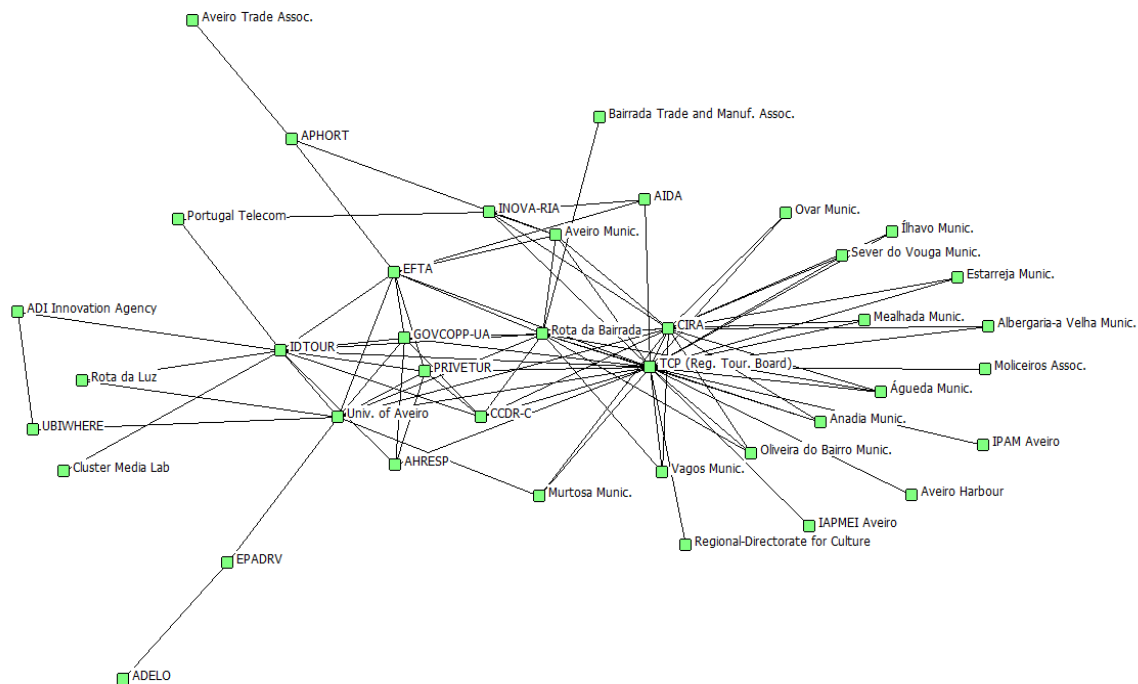 Aveiro Trade Assoc.
Bairrada Trade and Manuf. Assoc.
APHORT
AIDA
INOVA-RIA
Ovar Munic.
Portugal Telecom
Aveiro Munic.
Ílhavo Munic.
Sever do Vouga Munic.
EFTA
Estarreja Munic.
ADI Innovation Agency
Mealhada Munic.
Albergaria-a Velha Munic.
CIRA
Rota da Bairrada
GOVCOPP-UA
IDTOUR
TCP (Reg. Tour. Board)
Moliceiros Assoc.
PRIVETUR
Rota da Luz
Águeda Munic.
Univ. of Aveiro
CCDR-C
Anadia Munic.
UBIWHERE
IPAM Aveiro
Oliveira do Bairro Munic.
AHRESP
Cluster Media Lab
Vagos Munic.
Murtosa Munic.
Aveiro Harbour
IAPMEI Aveiro
Regional-Directorate for Culture
EPADRV
ADELO